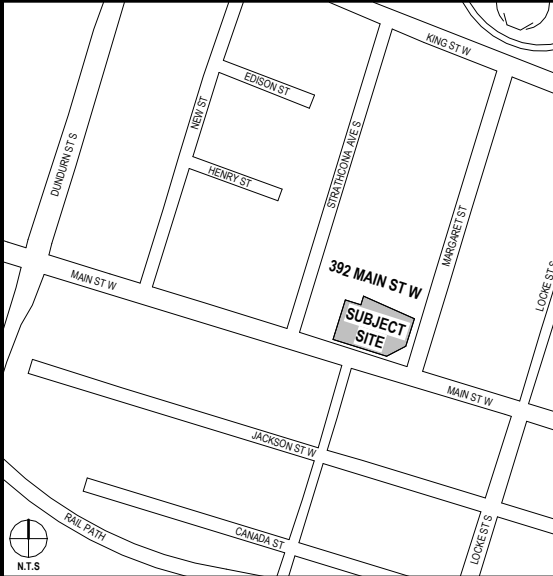 KING ST W
EDISON ST
NEW ST
DUNDURN ST S
STRATHCONA AVE S
HENRY ST
MARGARET ST
392 MAIN ST W
LOCKE ST S
MAIN ST W
SUBJECT
SITE
MAIN ST W
JACKSON ST W
RAIL PATH
CANADA ST
LOCKE ST S
N.T.S